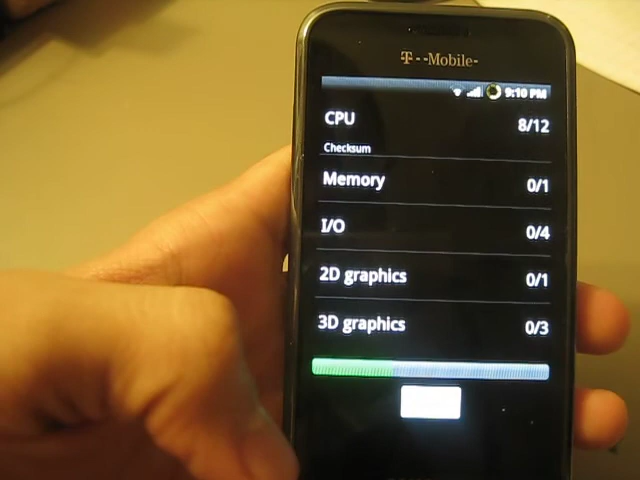 T··Mobile·
9:10 PM
CPU 8/12
Checksum
Memory 0/1
I/O 0/4
2D graphics 0/1
3D graphics 0/3